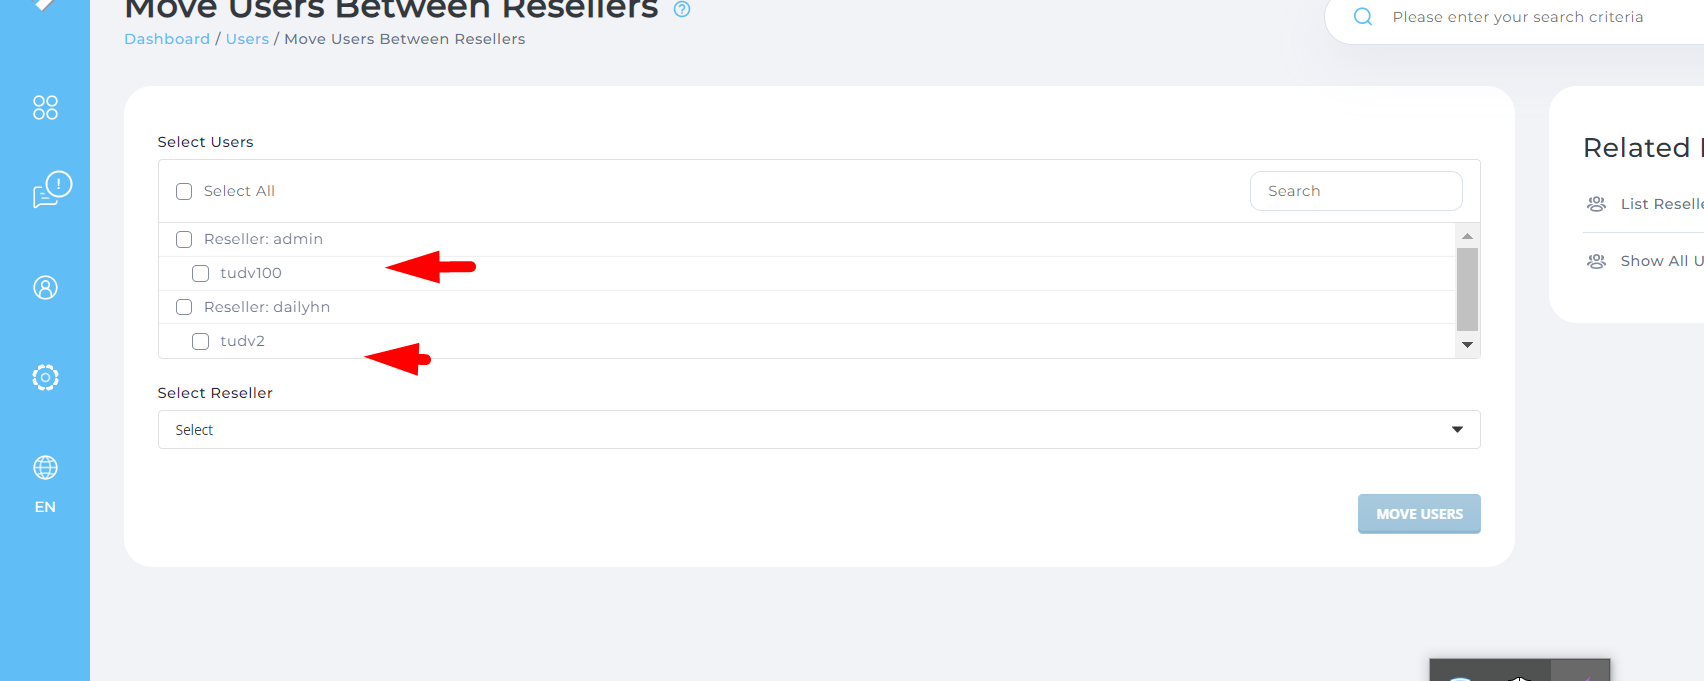 Move Users Between Resellers
Dashboard / Users / Move Users Between Resellers
Please enter your search criteria
Select Users
Select All
Search
Reseller: admin
tudv100
Reseller: dailyhn
tudv2
Select Reseller
Select
MOVE USERS
Related
List
Show All
EN